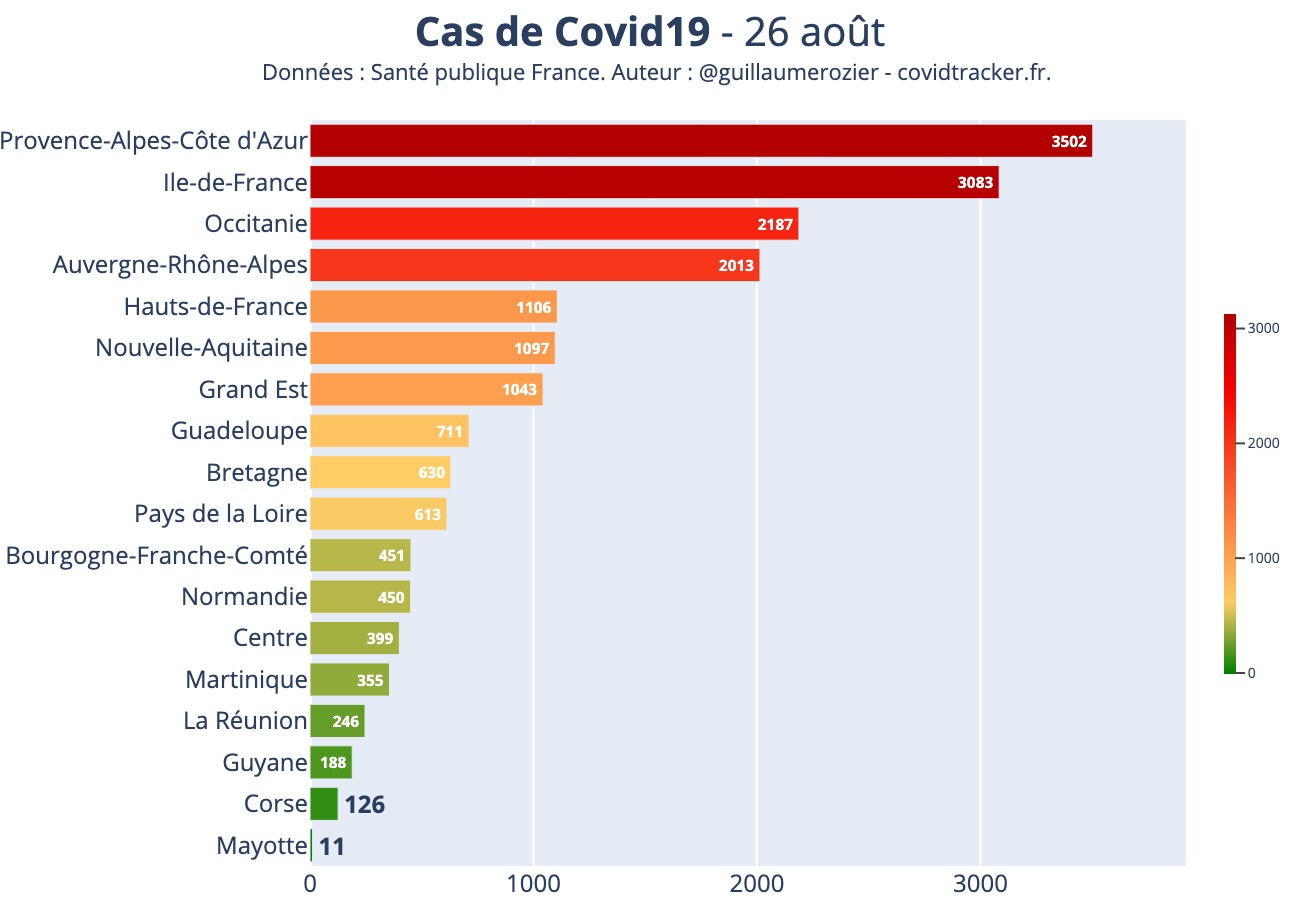 Cas de Covid19 - 26 août
Données : Santé publique France. Auteur : @guillaumerozier - covidtracker.fr.
Provence-Alpes-Côte d'Azur 3502
Ile-de-France 3083
Occitanie 2187
Auvergne-Rhône-Alpes 2013
Hauts-de-France 1106
Nouvelle-Aquitaine 1097
Grand Est 1043
Guadeloupe 711
Bretagne 630
Pays de la Loire 613
Bourgogne-Franche-Comté 451
Normandie 450
Centre 399
Martinique 355
La Réunion 246
Guyane 188
Corse 126
Mayotte 11
0 1000 2000 3000
3000
2000
1000
0